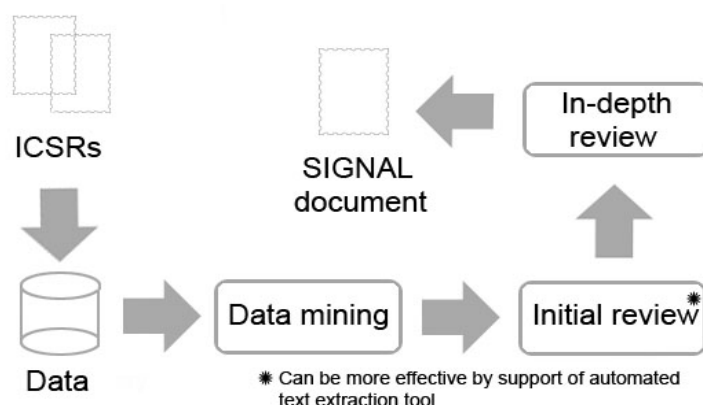 ICSRs
Data
Data mining
Initial review✸
In-depth
review
SIGNAL
document
✸ Can be more effective by support of automated
text extraction tool